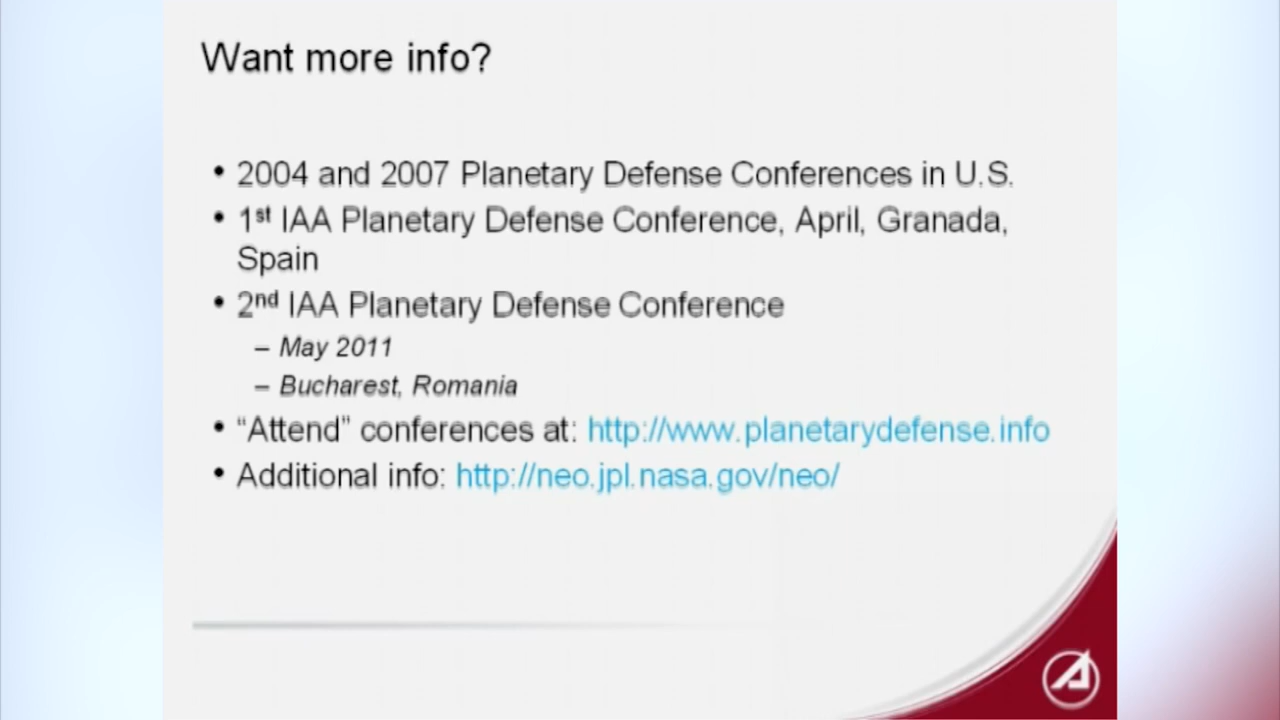 Want more info?
• 2004 and 2007 Planetary Defense Conferences in U.S.
• 1st IAA Planetary Defense Conference, April, Granada,
Spain
• 2nd IAA Planetary Defense Conference
– May 2011
– Bucharest, Romania
• “Attend” conferences at: http://www.planetarydefense.info
• Additional info: http://neo.jpl.nasa.gov/neo/